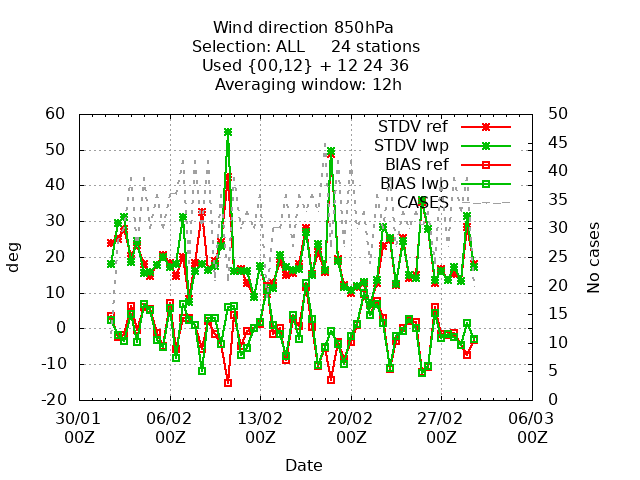 Wind direction 850hPa
Selection: ALL 24 stations
Used {00,12} + 12 24 36
Averaging window: 12h
60 50 40 30 20 10 0 -10 -20
deg
50 45 40 35 30 25 20 15 10 5 0
No cases
STDV ref
STDV lwp
BIAS ref
BIAS lwp
CASES
30/01 06/02 13/02 20/02 27/02 06/03
00Z 00Z 00Z 00Z 00Z 00Z
Date